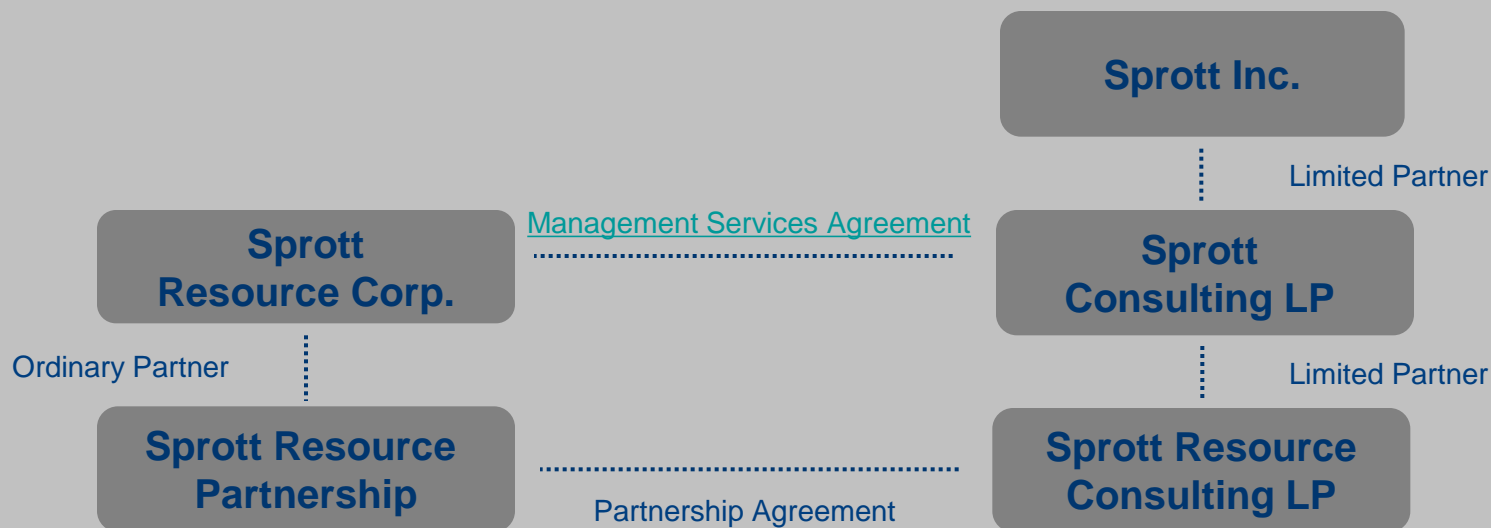 Sprott Inc.
Limited Partner
Management Services Agreement
Sprott
Resource Corp.
Sprott
Consulting LP
Ordinary Partner
Limited Partner
Sprott Resource
Partnership
Sprott Resource
Consulting LP
Partnership Agreement